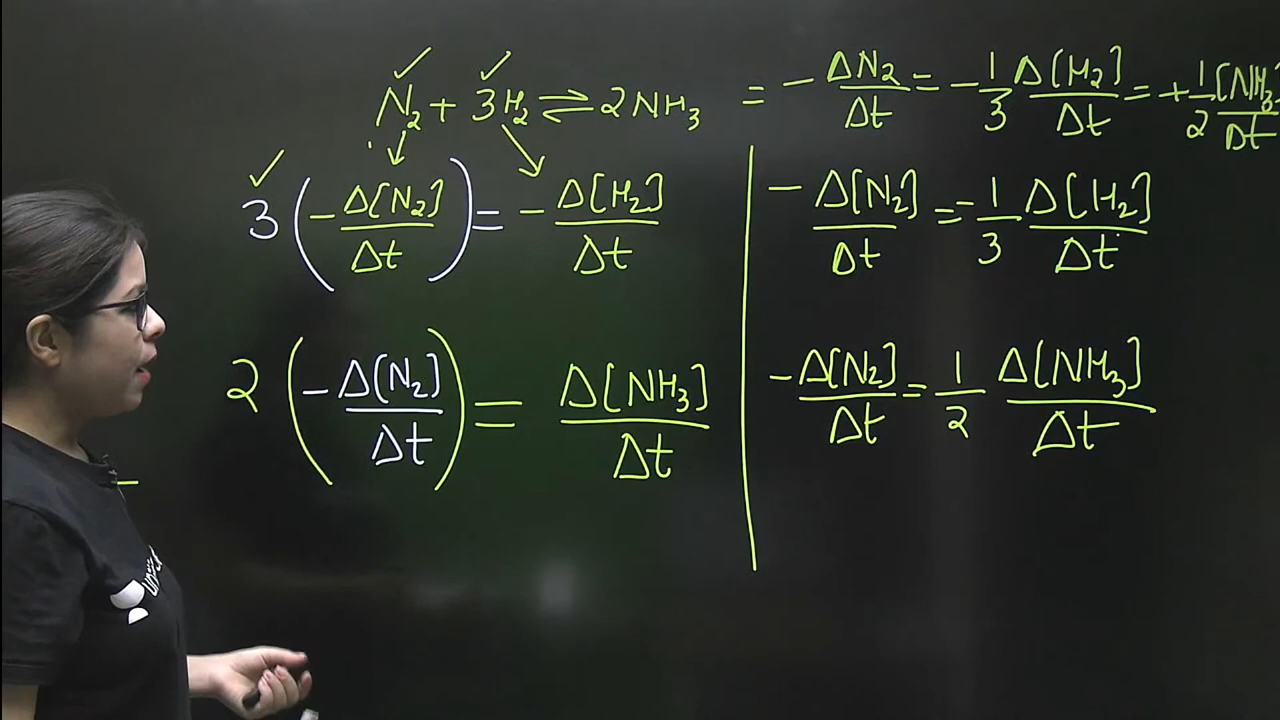 N₂ + 3H₂ ⇌ 2NH₃ = - ΔN₂/Δt = - 1/3 Δ[H₂]/Δt = + 1/2 [NH₃/Δt
3 ( - Δ[N₂]/Δt ) = - Δ[H₂]/Δt
- Δ[N₂]/Δt = - 1/3 Δ[H₂]/Δt
2 ( - Δ[N₂]/Δt ) = Δ[NH₃]/Δt
- Δ[N₂]/Δt = 1/2 Δ[NH₃]/Δt